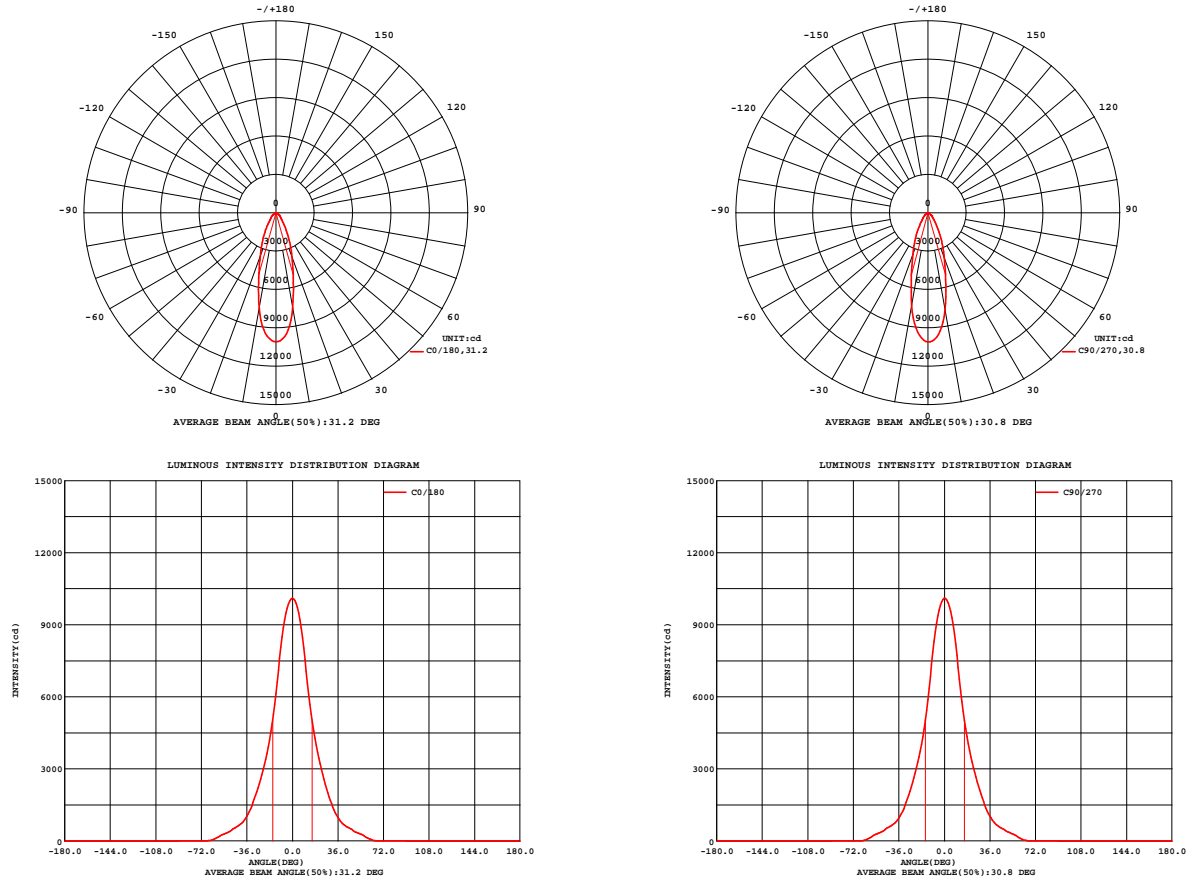 -/+180
-150
150
-120
120
-90
90
0
3000
6000
9000
12000
15000
-60
60
-30
30
0
UNIT:cd
C0/180,31.2
AVERAGE BEAM ANGLE(50%):31.2 DEG
-/+180
-150
150
-120
120
-90
90
0
3000
6000
9000
12000
15000
-60
60
-30
30
0
UNIT:cd
C90/270,30.8
AVERAGE BEAM ANGLE(50%):30.8 DEG
LUMINOUS INTENSITY DISTRIBUTION DIAGRAM
C0/180
INTENSITY(cd)
15000
12000
9000
6000
3000
0
-180.0 -144.0 -108.0 -72.0 -36.0 0.0 36.0 72.0 108.0 144.0 180.0
ANGLE(DEG)
AVERAGE BEAM ANGLE(50%):31.2 DEG
LUMINOUS INTENSITY DISTRIBUTION DIAGRAM
C90/270
INTENSITY(cd)
15000
12000
9000
6000
3000
0
-180.0 -144.0 -108.0 -72.0 -36.0 0.0 36.0 72.0 108.0 144.0 180.0
ANGLE(DEG)
AVERAGE BEAM ANGLE(50%):30.8 DEG